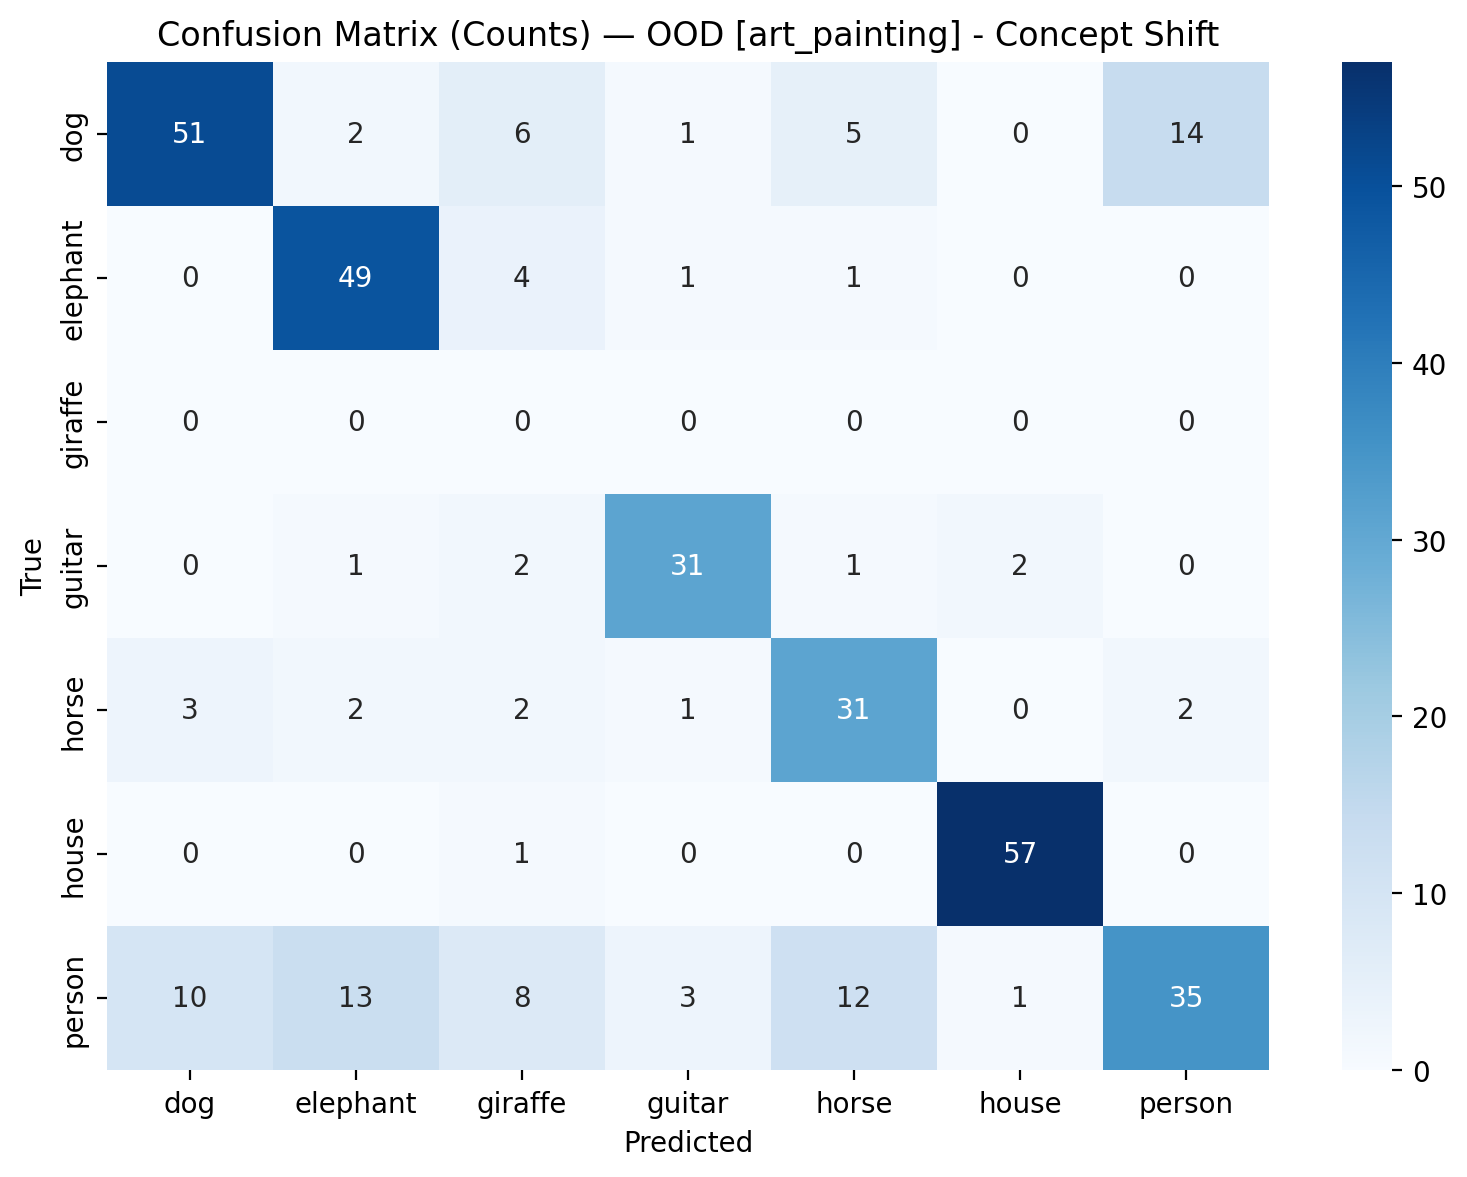 Confusion Matrix (Counts) — OOD [art_painting] - Concept Shift
dog 51 2 6 1 5 0 14
elephant 0 49 4 1 1 0 0
giraffe 0 0 0 0 0 0 0
guitar 0 1 2 31 1 2 0
horse 3 2 2 1 31 0 2
house 0 0 1 0 0 57 0
person 10 13 8 3 12 1 35
True
dog elephant giraffe guitar horse house person
Predicted
50
40
30
20
10
0